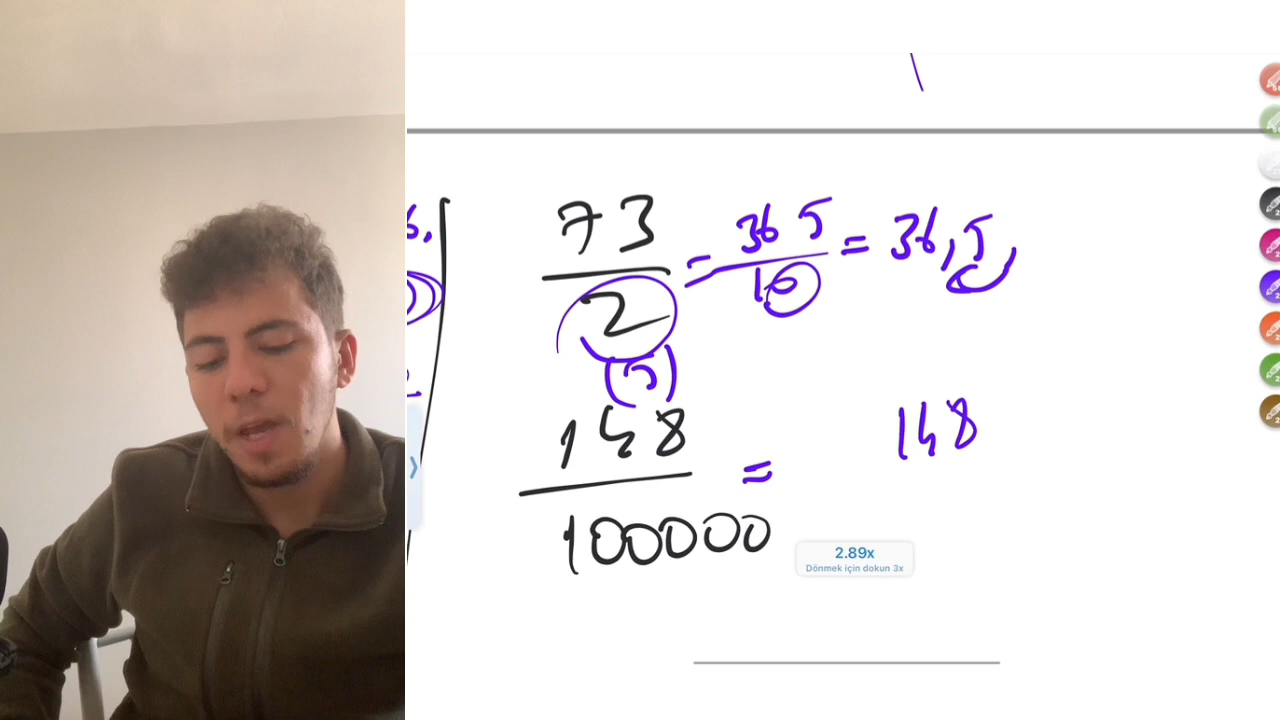 73/2 = 365/10 = 36,5
(5)
148/100000 = 148
2.89x
Dönmek için dokun 3x